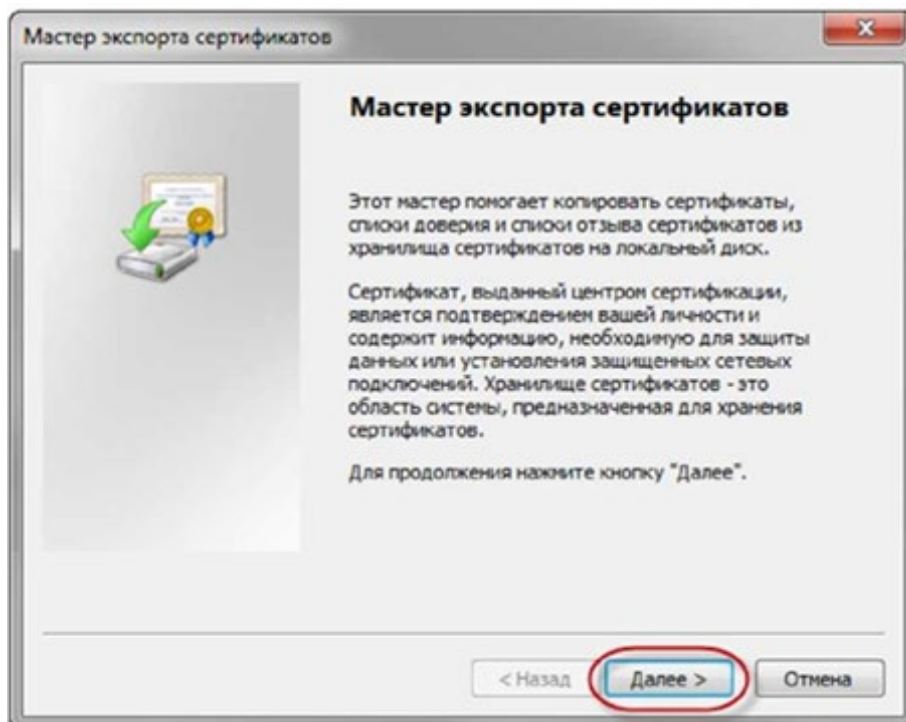 Мастер экспорта сертификатов
Мастер экспорта сертификатов
Этот мастер помогает копировать сертификаты,
списки доверия и списки отзыва сертификатов из
хранилища сертификатов на локальный диск.
Сертификат, выданный центром сертификации,
является подтверждением вашей личности и
содержит информацию, необходимую для защиты
данных или установления защищенных сетевых
подключений. Хранилище сертификатов - это
область системы, предназначенная для хранения
сертификатов.
Для продолжения нажмите кнопку "Далее".
< Назад
Далее >
Отмена